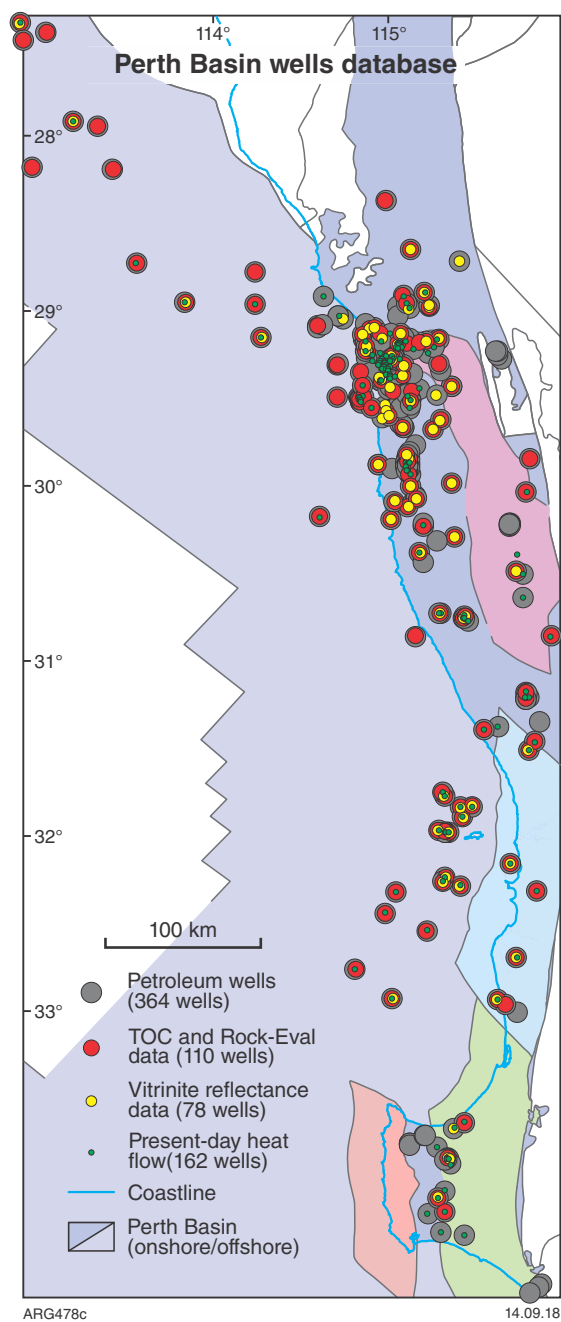 114°
115°
Perth Basin wells database
28°
29°
30°
31°
32°
33°
100 km
Petroleum wells
(364 wells)
TOC and Rock-Eval
data (110 wells)
Vitrinite reflectance
data (78 wells)
Present-day heat
flow(162 wells)
Coastline
Perth Basin
(onshore/offshore)
ARG478c
14.09.18